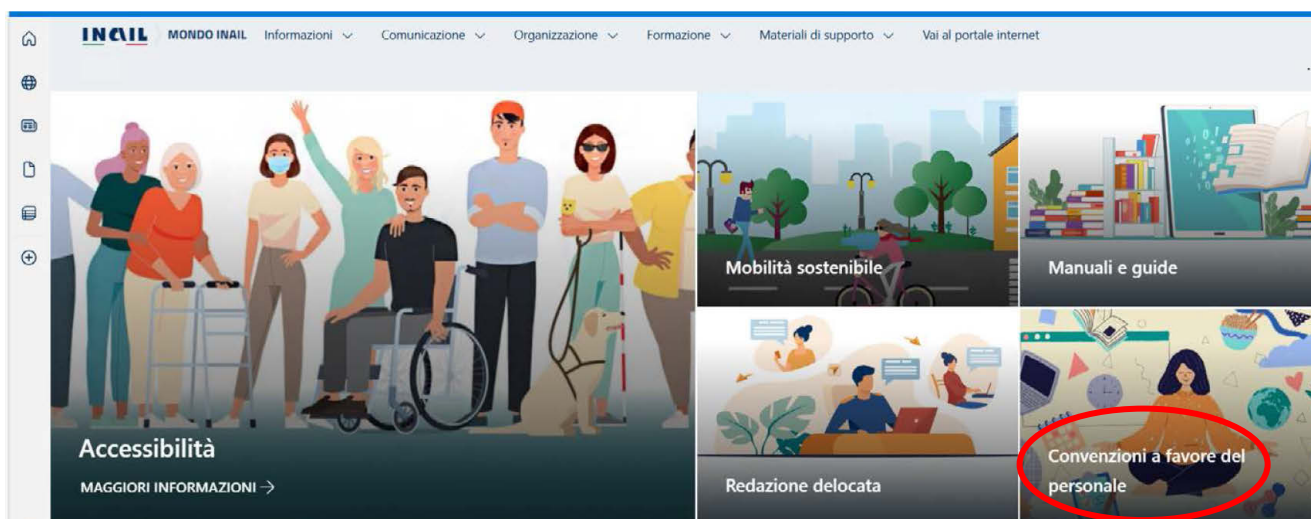 INAIL MONDO INAIL Informazioni Comunicazione Organizzazione Formazione Materiali di supporto Vai al portale internet
Mobilità sostenibile
Manuali e guide
Accessibilità
MAGGIORI INFORMAZIONI →
Redazione delocata
Convenzioni a favore del
personale